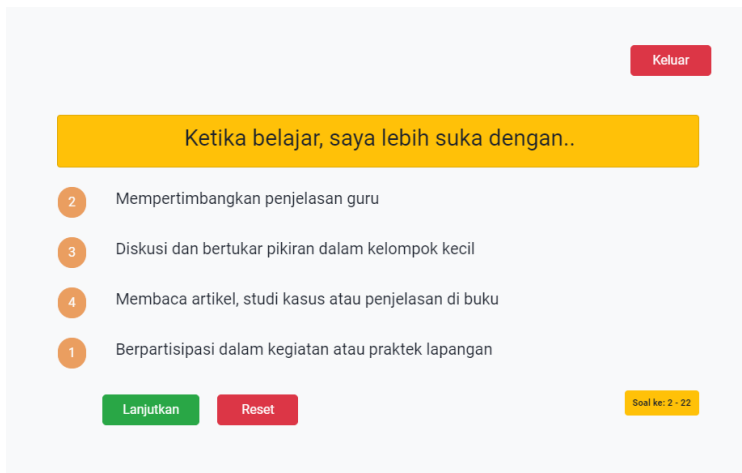 Keluar
Ketika belajar, saya lebih suka dengan..
2 Mempertimbangkan penjelasan guru
3 Diskusi dan bertukar pikiran dalam kelompok kecil
4 Membaca artikel, studi kasus atau penjelasan di buku
1 Berpartisipasi dalam kegiatan atau praktek lapangan
Lanjutkan Reset Soal ke: 2 - 22